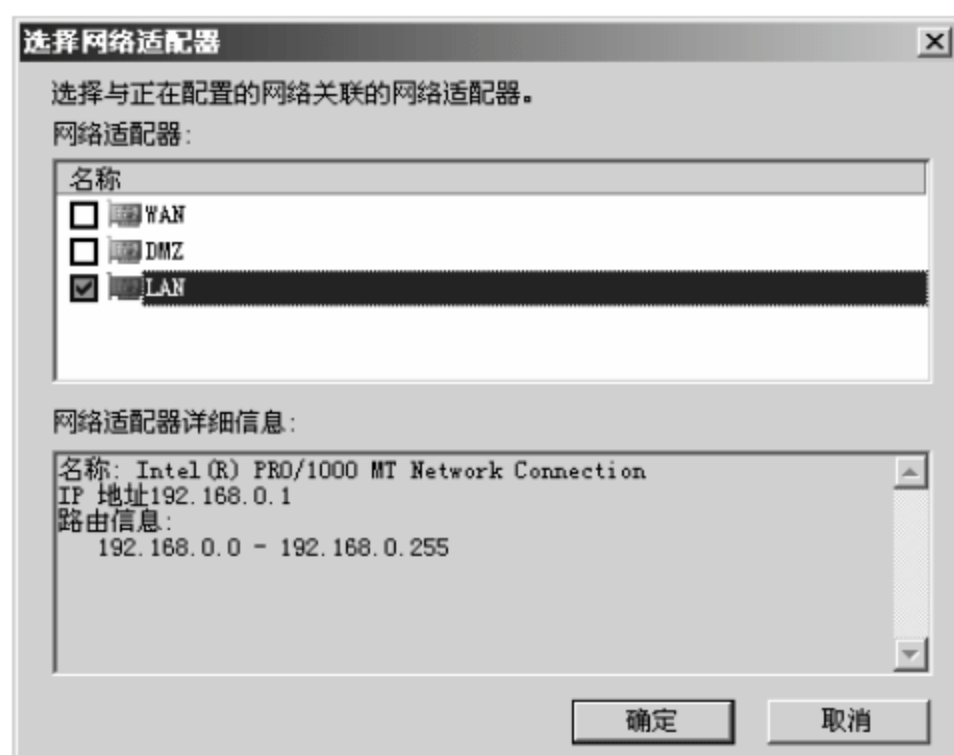 选择网络适配器
选择与正在配置的网络关联的网络适配器。
网络适配器:
名称
WAN
DMZ
LAN
网络适配器详细信息:
名称: Intel(R) PRO/1000 MT Network Connection
IP 地址192.168.0.1
路由信息:
192.168.0.0 - 192.168.0.255
确定 取消